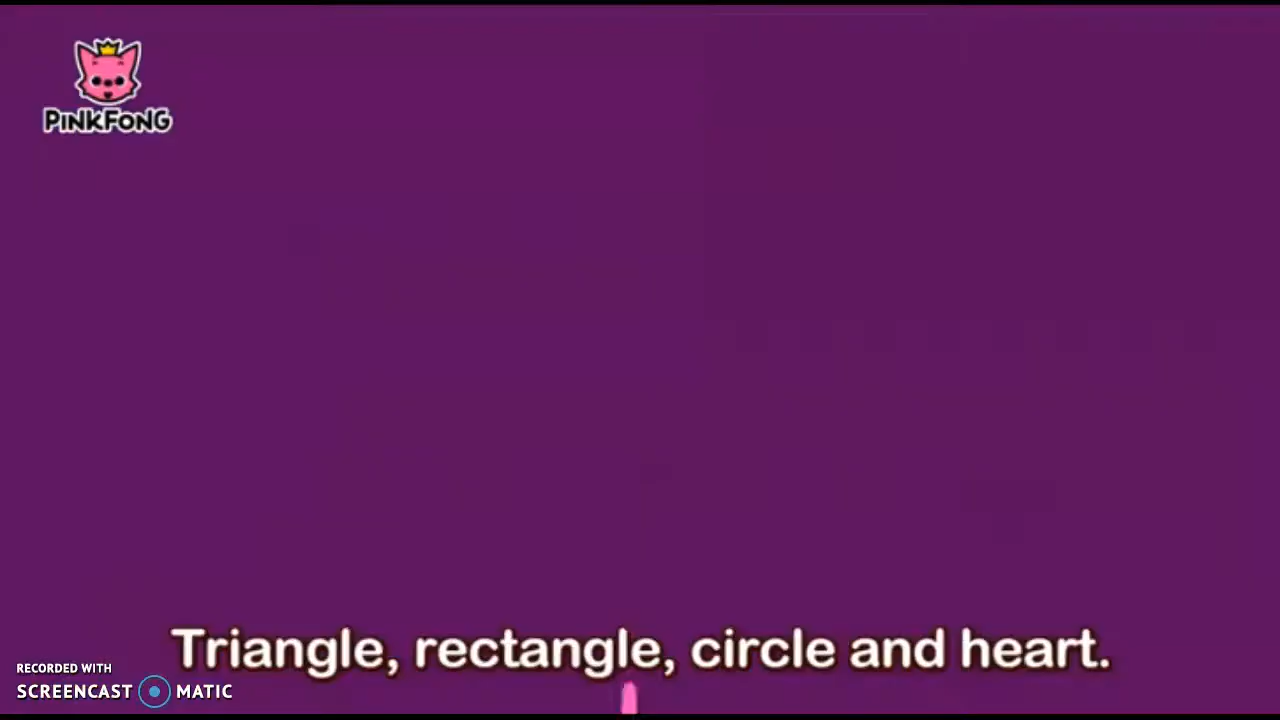 PINKFONG
Triangle, rectangle, circle and heart.
RECORDED WITH
SCREENCAST MATIC